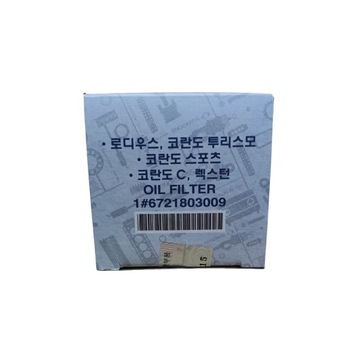 · 로디우스, 코란도 투리스모
· 코란도 스포츠
· 코란도 C, 렉스턴
OIL FILTER
1#6721803009